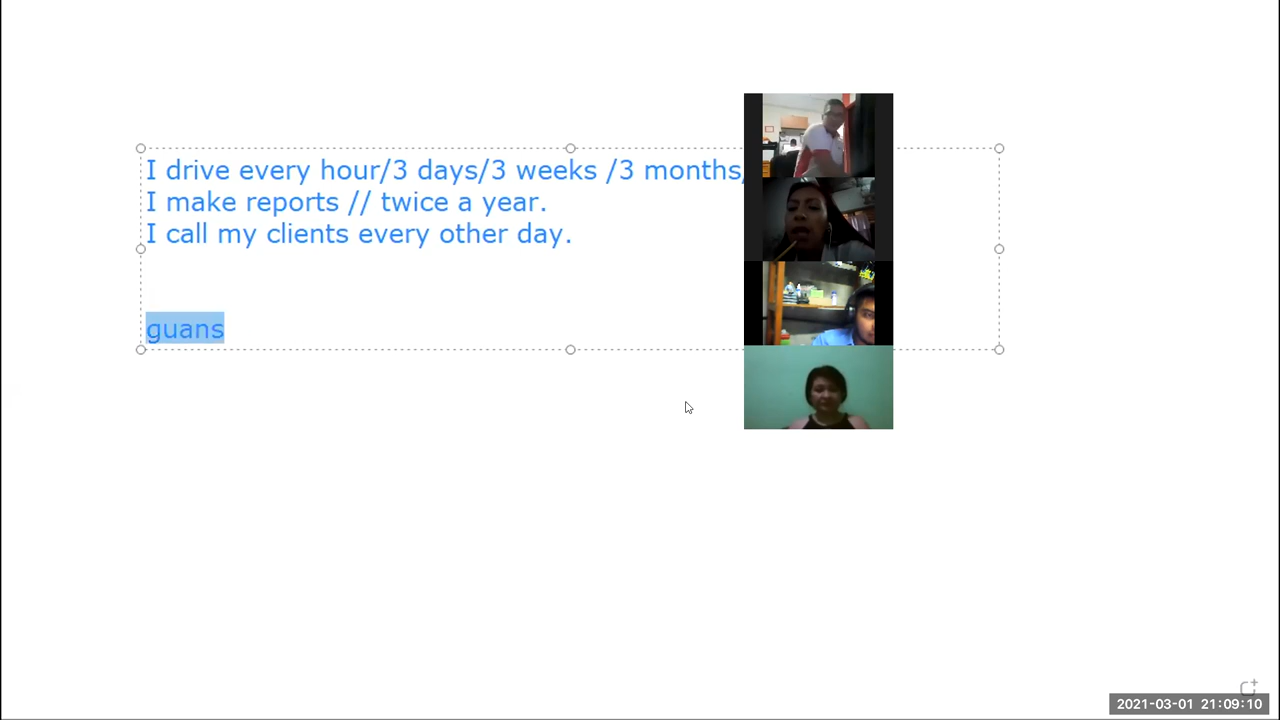 I drive every hour/3 days/3 weeks /3 months/
I make reports // twice a year.
I call my clients every other day.
guans
2021-03-01 21:09:10